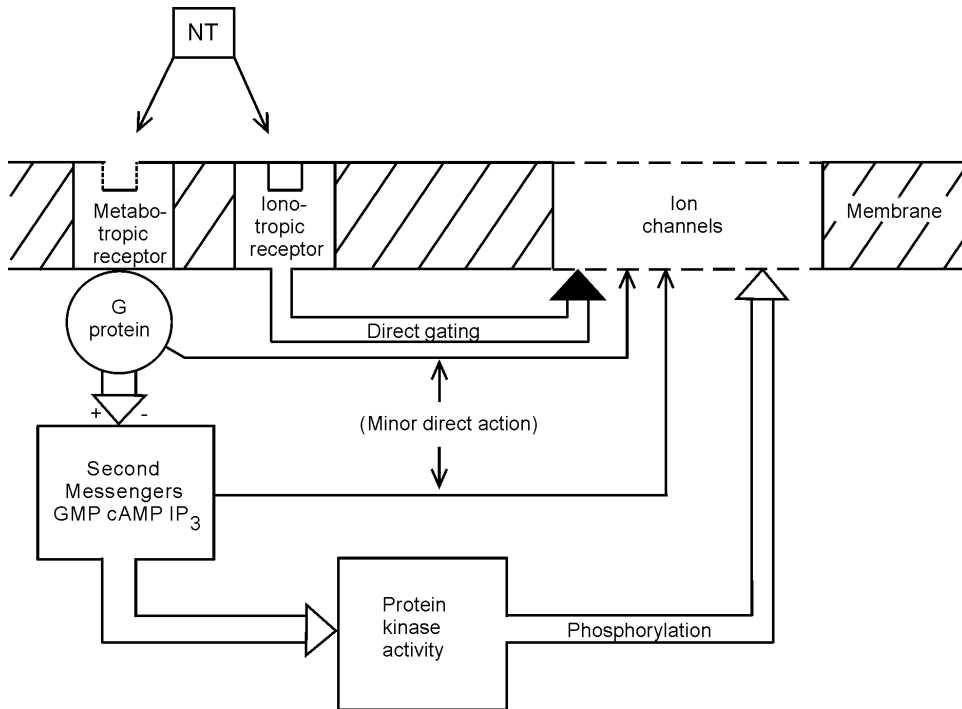 NT
Metabo-
tropic
receptor
Iono-
tropic
receptor
Ion
channels
Membrane
G
protein
Direct gating
+ -
(Minor direct action)
Second
Messengers
GMP cAMP IP3
Protein
kinase
activity
Phosphorylation